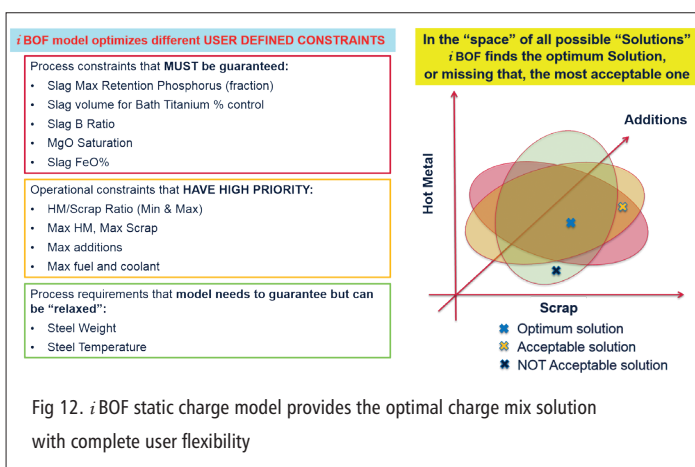 i BOF model optimizes different USER DEFINED CONSTRAINTS
Process constraints that MUST be guaranteed:
• Slag Max Retention Phosphorus (fraction)
• Slag volume for Bath Titanium % control
• Slag B Ratio
• MgO Saturation
• Slag FeO%
Operational constraints that HAVE HIGH PRIORITY:
• HM/Scrap Ratio (Min & Max)
• Max HM, Max Scrap
• Max additions
• Max fuel and coolant
Process requirements that model needs to guarantee but can
be “relaxed”:
• Steel Weight
• Steel Temperature
In the “space” of all possible “Solutions”
i BOF finds the optimum Solution,
or missing that, the most acceptable one
Additions
Hot Metal
Scrap
Optimum solution
Acceptable solution
NOT Acceptable solution
Fig 12. i BOF static charge model provides the optimal charge mix solution
with complete user flexibility